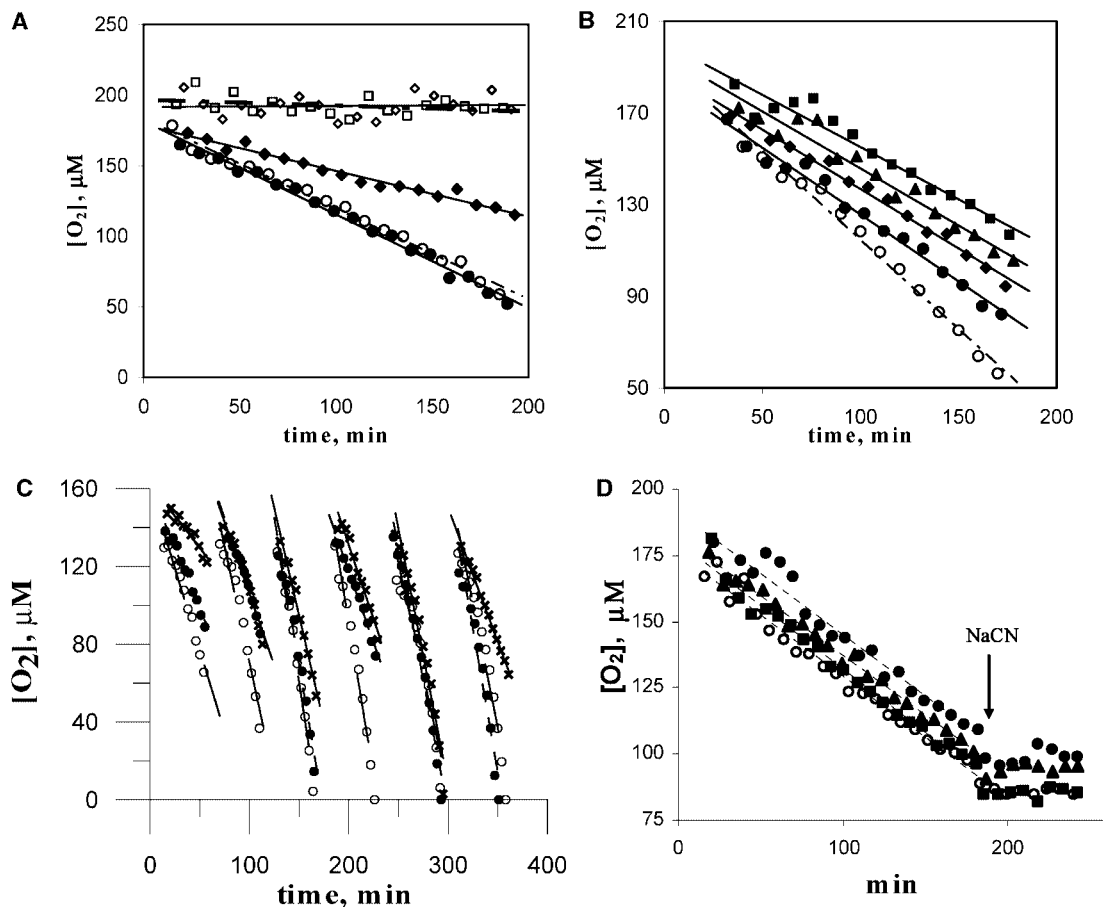 A
250
200
150
100
50
0
[O₂], μM
0 50 100 150 200
time, min
B
210
170
130
90
50
[O₂], μM
0 50 100 150 200
time, min
C
160
120
80
40
0
[O2], μM
0 100 200 300 400
time, min
D
200
175
150
125
100
75
[O₂], μM
NaCN
0 100 200
min